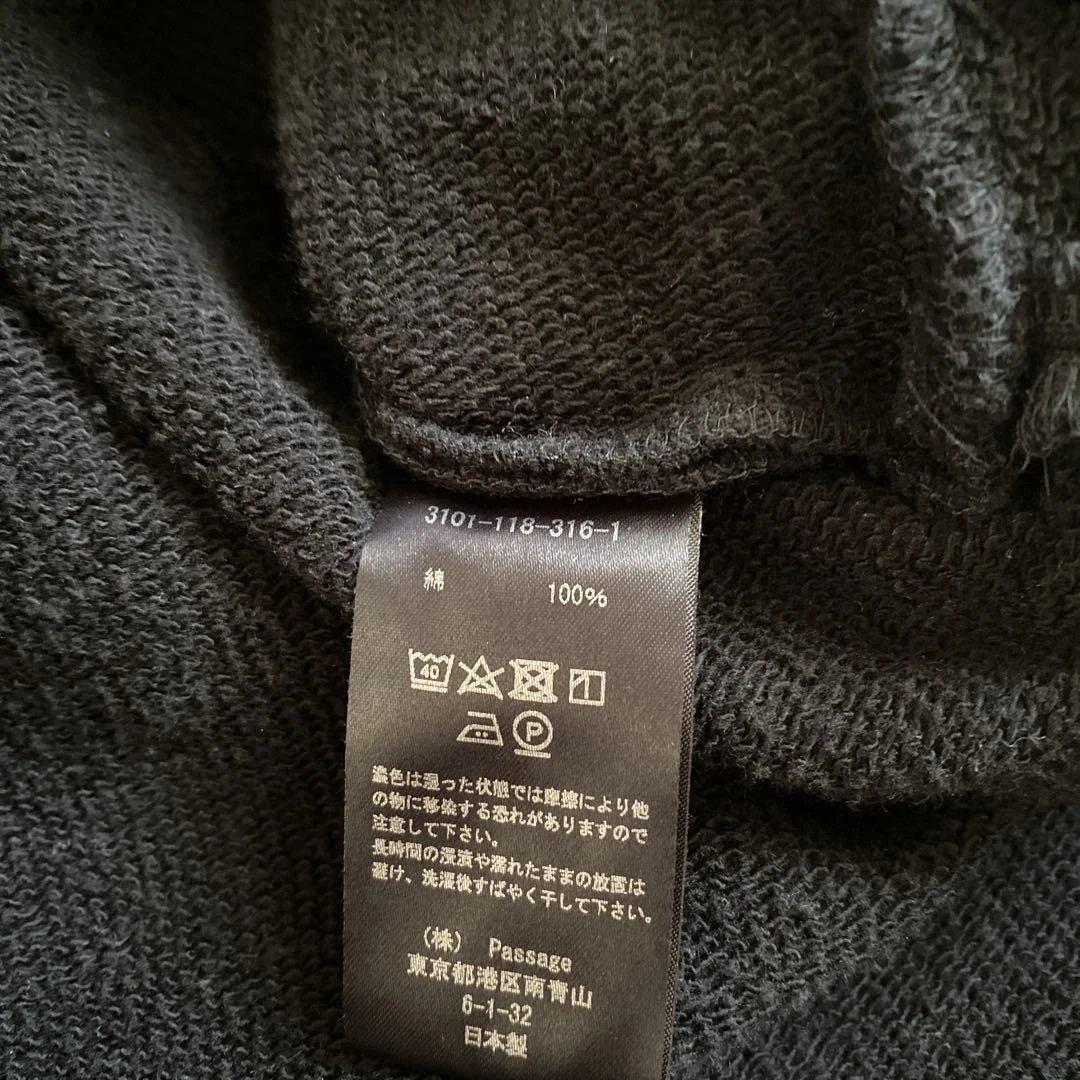 3101-118-316-1
綿 100%
40
P
濃色は湿った状態では摩擦により他
の物に移染する恐れがありますので
注意して下さい。
長時間の浸漬や濡れたままの放置は
避け、洗濯後すばやく干して下さい。
(株) Passage
東京都港区南青山
6-1-32
日本製